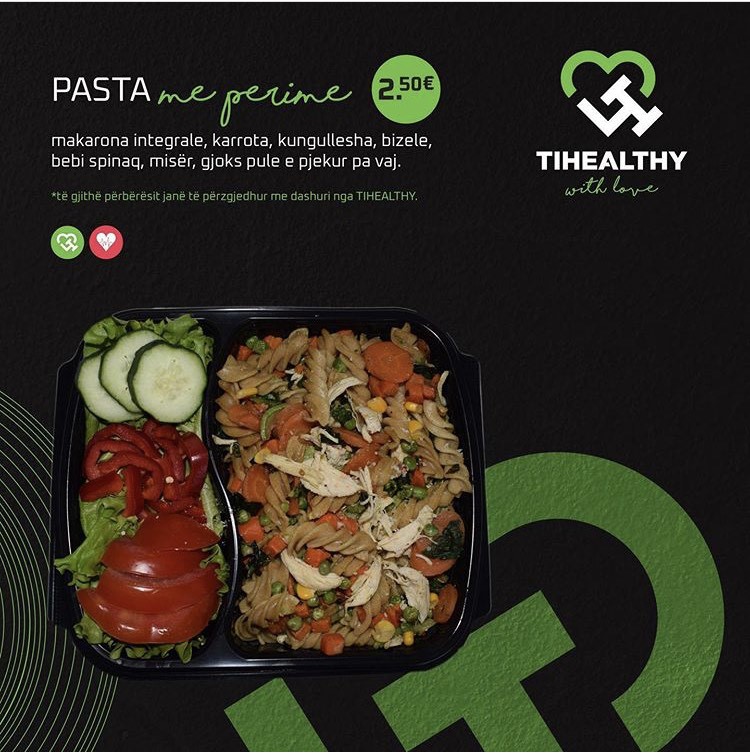 PASTA me perime 2.50€
makarona integrale, karrota, kungullesha, bizele,
bebi spinaq, misër, gjoks pule e pjekur pa vaj.
*të gjithë përbërësit janë të përzgjedhur me dashuri nga TIHEALTHY.
TIHEALTHY
with love